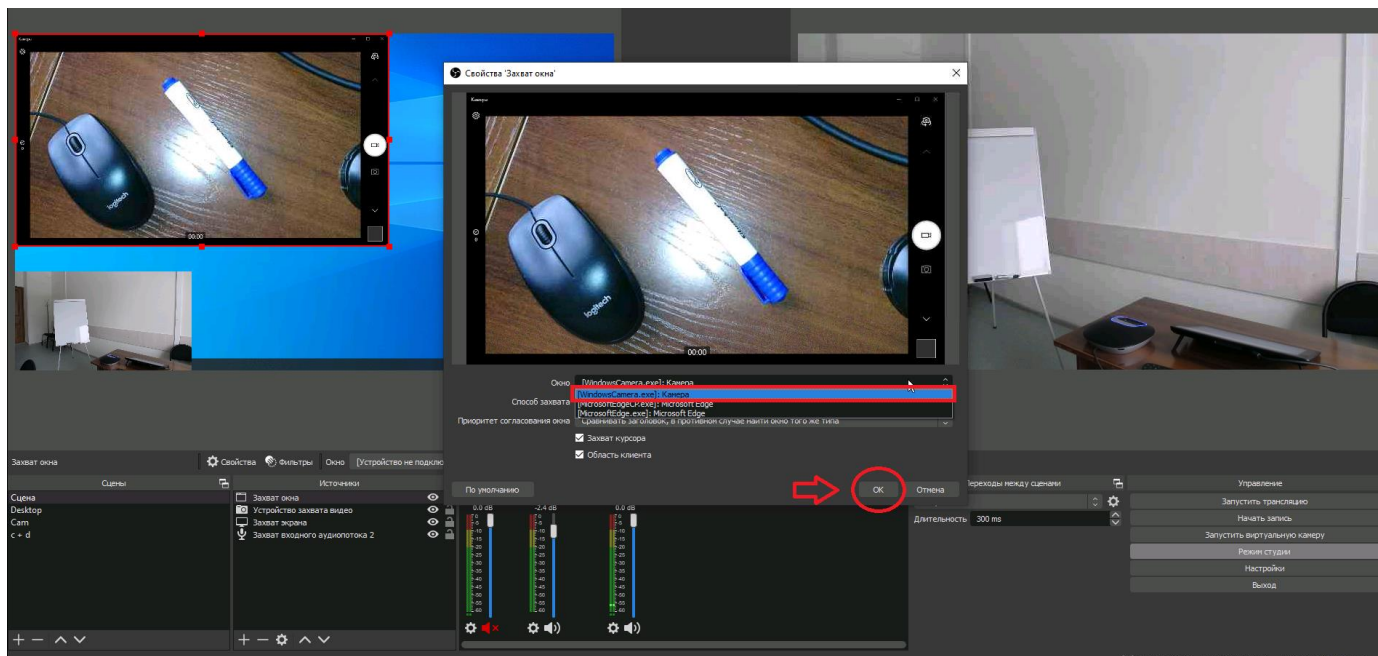 Камера
00:00
logitech
Свойства 'Захват окна'
Камера
logitech
00:00
Окно [WindowsCamera.exe]: Камера
[WindowsCamera.exe]: Камера
Способ захвата
[MicrosoftEdgeCP.exe]: Microsoft Edge
[MicrosoftEdge.exe]: Microsoft Edge
Приоритет согласования окна Сравнивать заголовок, в противном случае найти окно того же типа
Захват курсора
Область клиента
По умолчанию OK Отмена
Захват окна Свойства Фильтры Окно [Устройство не подклю
Сцены
Сцена
Desktop
Cam
c + d
Источники
Захват окна
Устройство захвата видео
Захват экрана
Захват входного аудиопотока 2
0.0 dB -2.4 dB 0.0 dB
Переходы между сценами
Длительность 300 ms
Управление
Запустить трансляцию
Начать запись
Запустить виртуальную камеру
Режим студии
Настройки
Выход